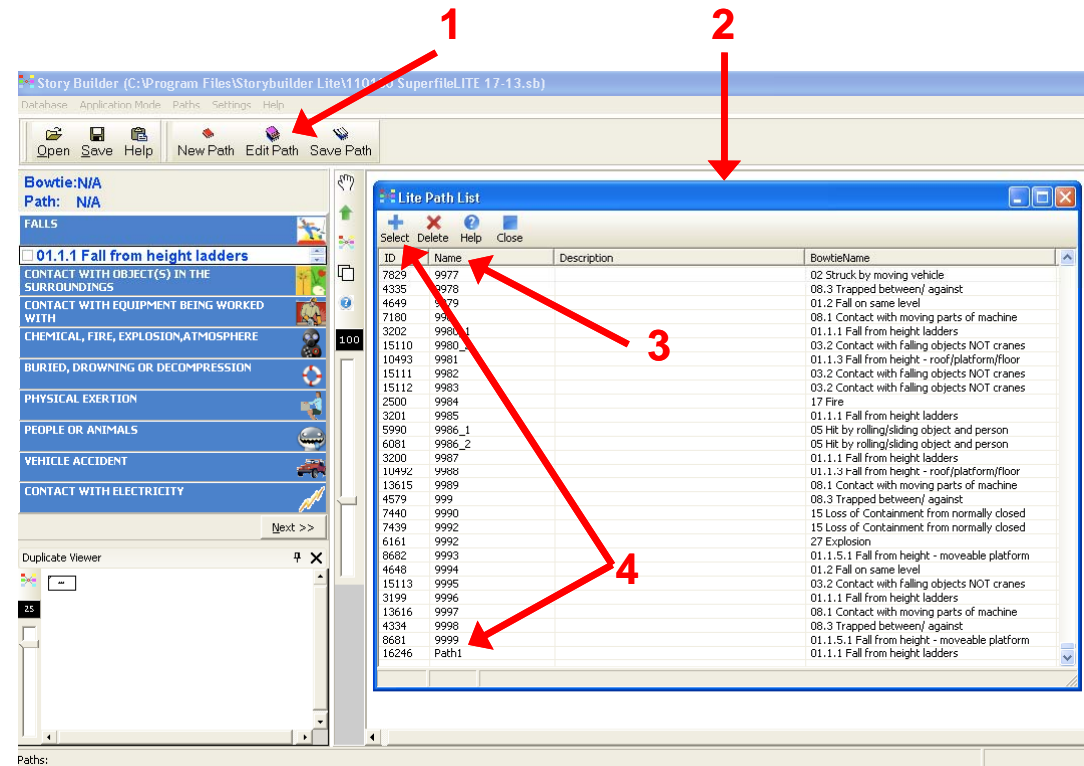 1 2
Story Builder (C:\Program Files\Storybuilder Lite\110 SuperfileLITE 17-13.sb)
Database Application Mode Paths Settings Help
Open Save Help New Path Edit Path Save Path
Bowtie:N/A
Path: N/A
FALLS
01.1.1 Fall from height ladders
CONTACT WITH OBJECT(S) IN THE
SURROUNDINGS
CONTACT WITH EQUIPMENT BEING WORKED
WITH
CHEMICAL, FIRE, EXPLOSION,ATMOSPHERE
BURIED, DROWNING OR DECOMPRESSION
PHYSICAL EXERTION
PEOPLE OR ANIMALS
VEHICLE ACCIDENT
CONTACT WITH ELECTRICITY
Next >>
Duplicate Viewer
...
25
100
Lite Path List
Select Delete Help Close
ID Name Description BowtieName
7829 9977 02 Struck by moving vehicle
4335 9978 08.3 Trapped between/ against
4649 9979 01.2 Fall on same level
7180 08.1 Contact with moving parts of machine
3202 9980_1 01.1.1 Fall from height ladders
15110 03.2 Contact with falling objects NOT cranes
10493 9981 01.1.3 Fall from height - roof/platform/floor
15111 9982 03.2 Contact with falling objects NOT cranes
15112 9983 03.2 Contact with falling objects NOT cranes
2500 9984 17 Fire
3201 9985 01.1.1 Fall from height ladders
5990 9986_1 05 Hit by rolling/sliding object and person
6081 9986_2 05 Hit by rolling/sliding object and person
3200 9987 01.1.1 Fall from height ladders
10492 9988 01.1.3 Fall from height - roof/platform/floor
13615 9989 08.1 Contact with moving parts of machine
4579 999 08.3 Trapped between/ against
7440 9990 15 Loss of Containment from normally closed
7439 9992 15 Loss of Containment from normally closed
6161 9992 27 Explosion
8682 9993 01.1.5.1 Fall from height - moveable platform
4648 9994 01.2 Fall on same level
15113 9995 03.2 Contact with falling objects NOT cranes
3199 9996 01.1.1 Fall from height ladders
13616 9997 08.1 Contact with moving parts of machine
4334 9998 08.3 Trapped between/ against
8681 9999 01.1.5.1 Fall from height - moveable platform
16246 Path1 01.1.1 Fall from height ladders
3
4
Paths: